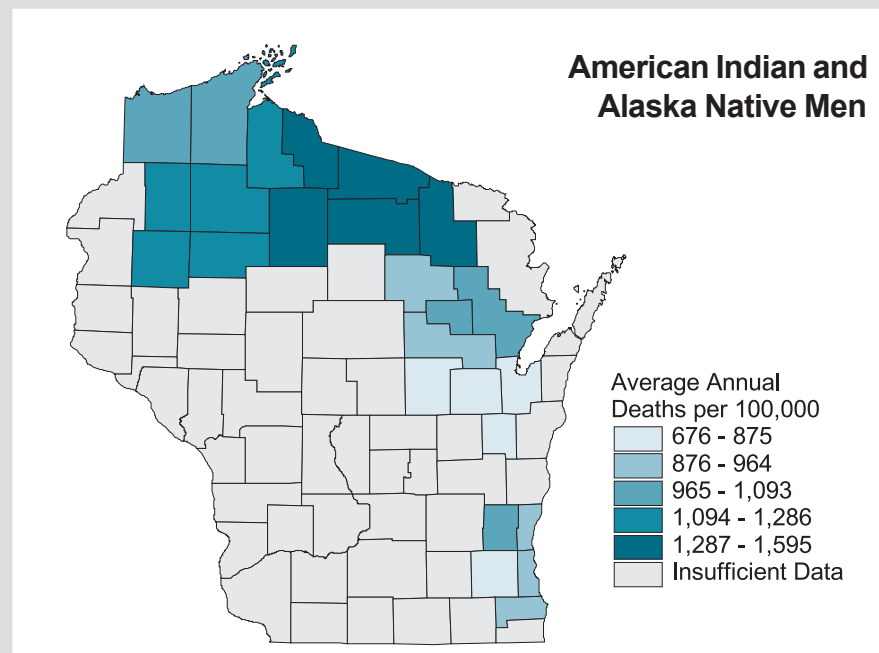 American Indian and
Alaska Native Men
Average Annual
Deaths per 100,000
676 - 875
876 - 964
965 - 1,093
1,094 - 1,286
1,287 - 1,595
Insufficient Data